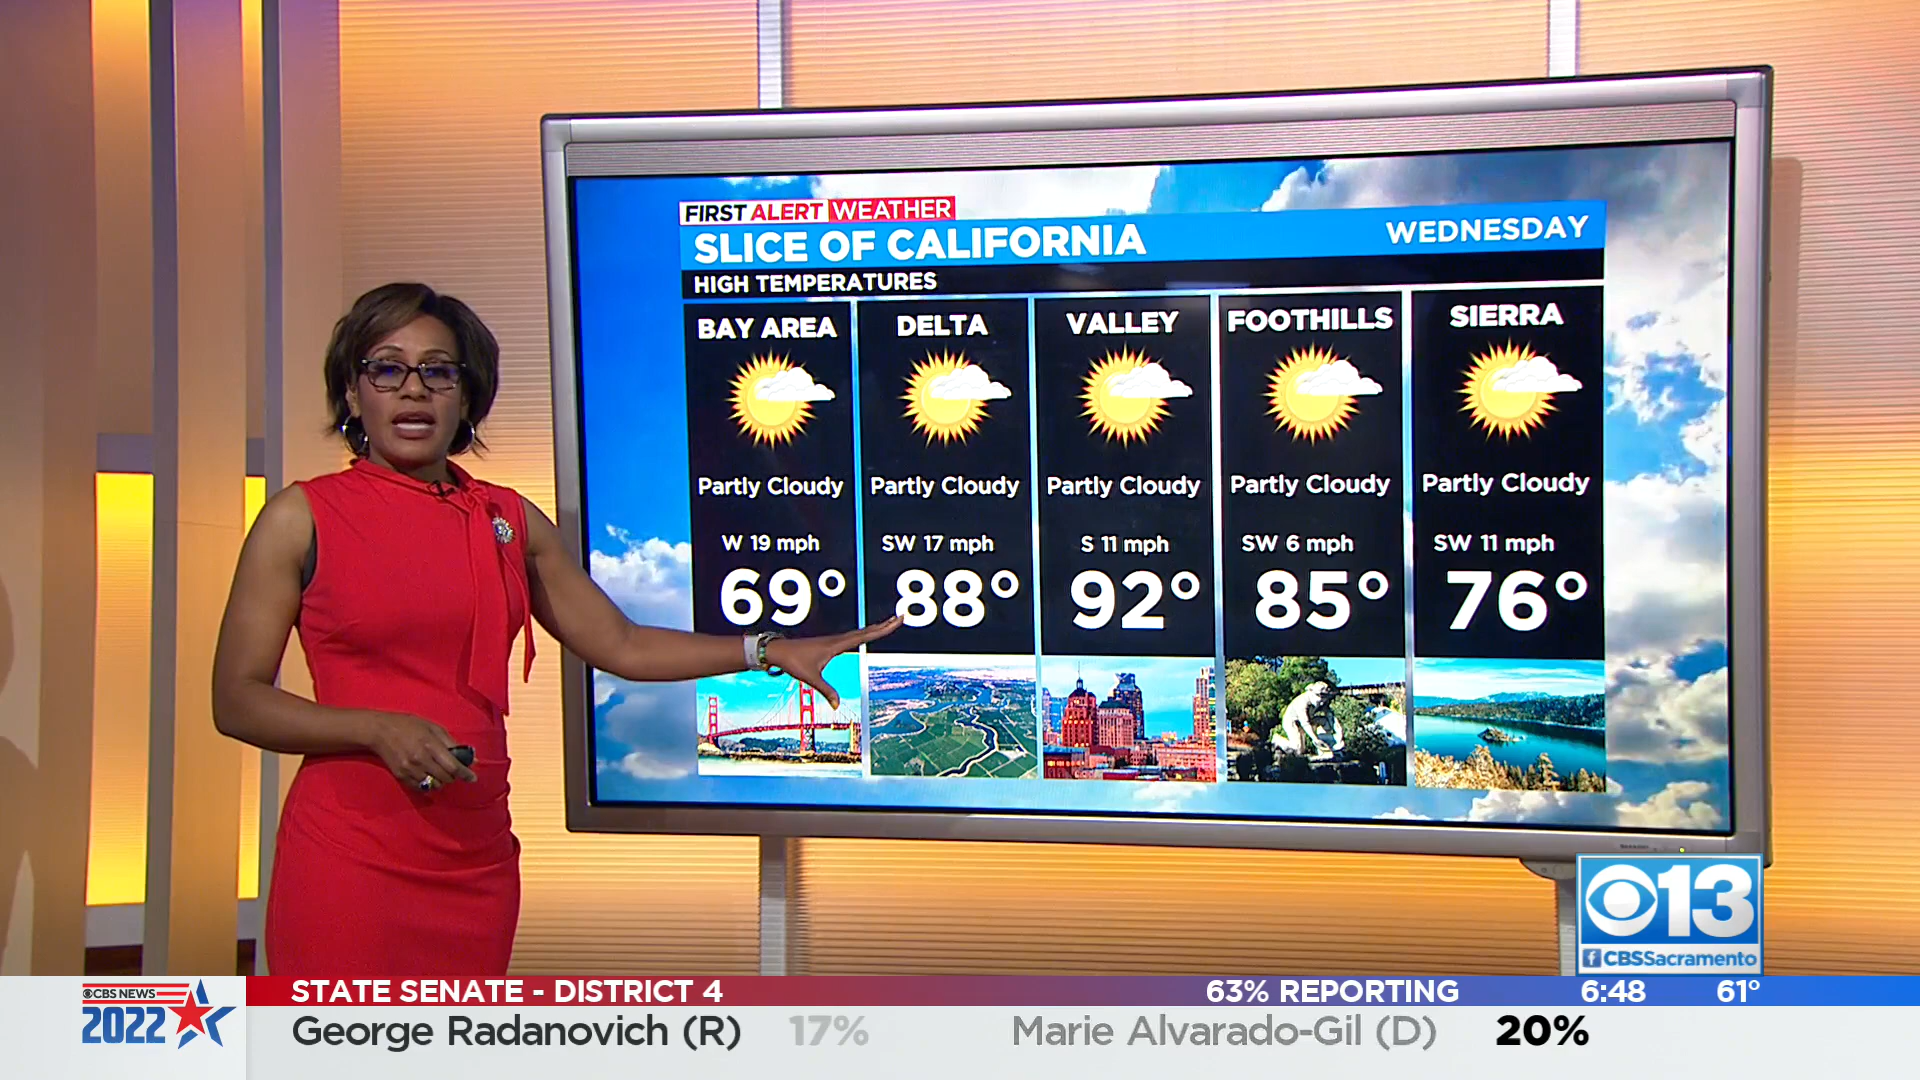 FIRST ALERT WEATHER
SLICE OF CALIFORNIA
WEDNESDAY
HIGH TEMPERATURES
BAY AREA
Partly Cloudy
W 19 mph
69°
DELTA
Partly Cloudy
SW 17 mph
88°
VALLEY
Partly Cloudy
S 11 mph
92°
FOOTHILLS
Partly Cloudy
SW 6 mph
85°
SIERRA
Partly Cloudy
SW 11 mph
76°
13
f CBSSacramento
CBS NEWS
2022
STATE SENATE - DISTRICT 4
63% REPORTING
6:48
61°
George Radanovich (R) 17%
Marie Alvarado-Gil (D) 20%